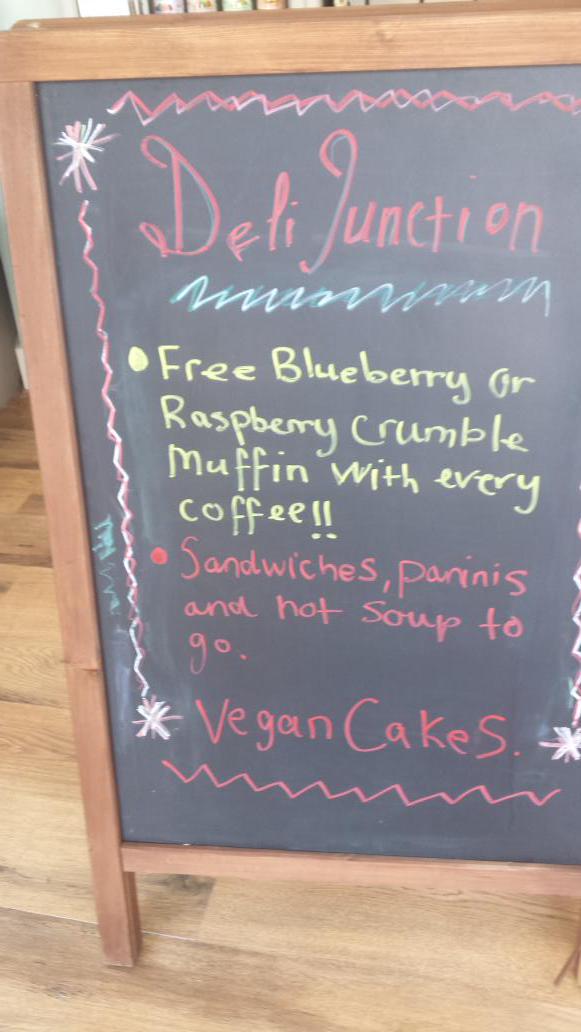 Deli Junction
• Free Blueberry or
Raspberry Crumble
Muffin with every
coffee!!
• Sandwiches, paninis
and hot soup to
go.
Vegan Cakes.